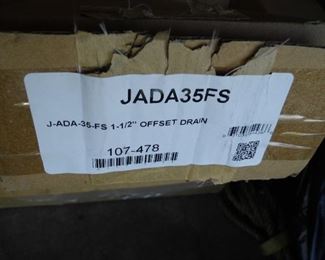 JADA35FS
J-ADA-35-FS 1-1/2" OFFSET DRAIN
107-478